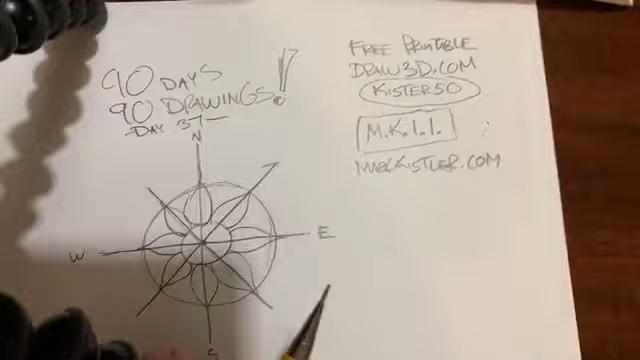 90 DAYS
90 DRAWINGS!
-DAY 37-
N
W
E
S
FREE PRINTABLE
DRAW3D.COM
KISTER50
M.K.I.I.
MARKKISTLER.COM